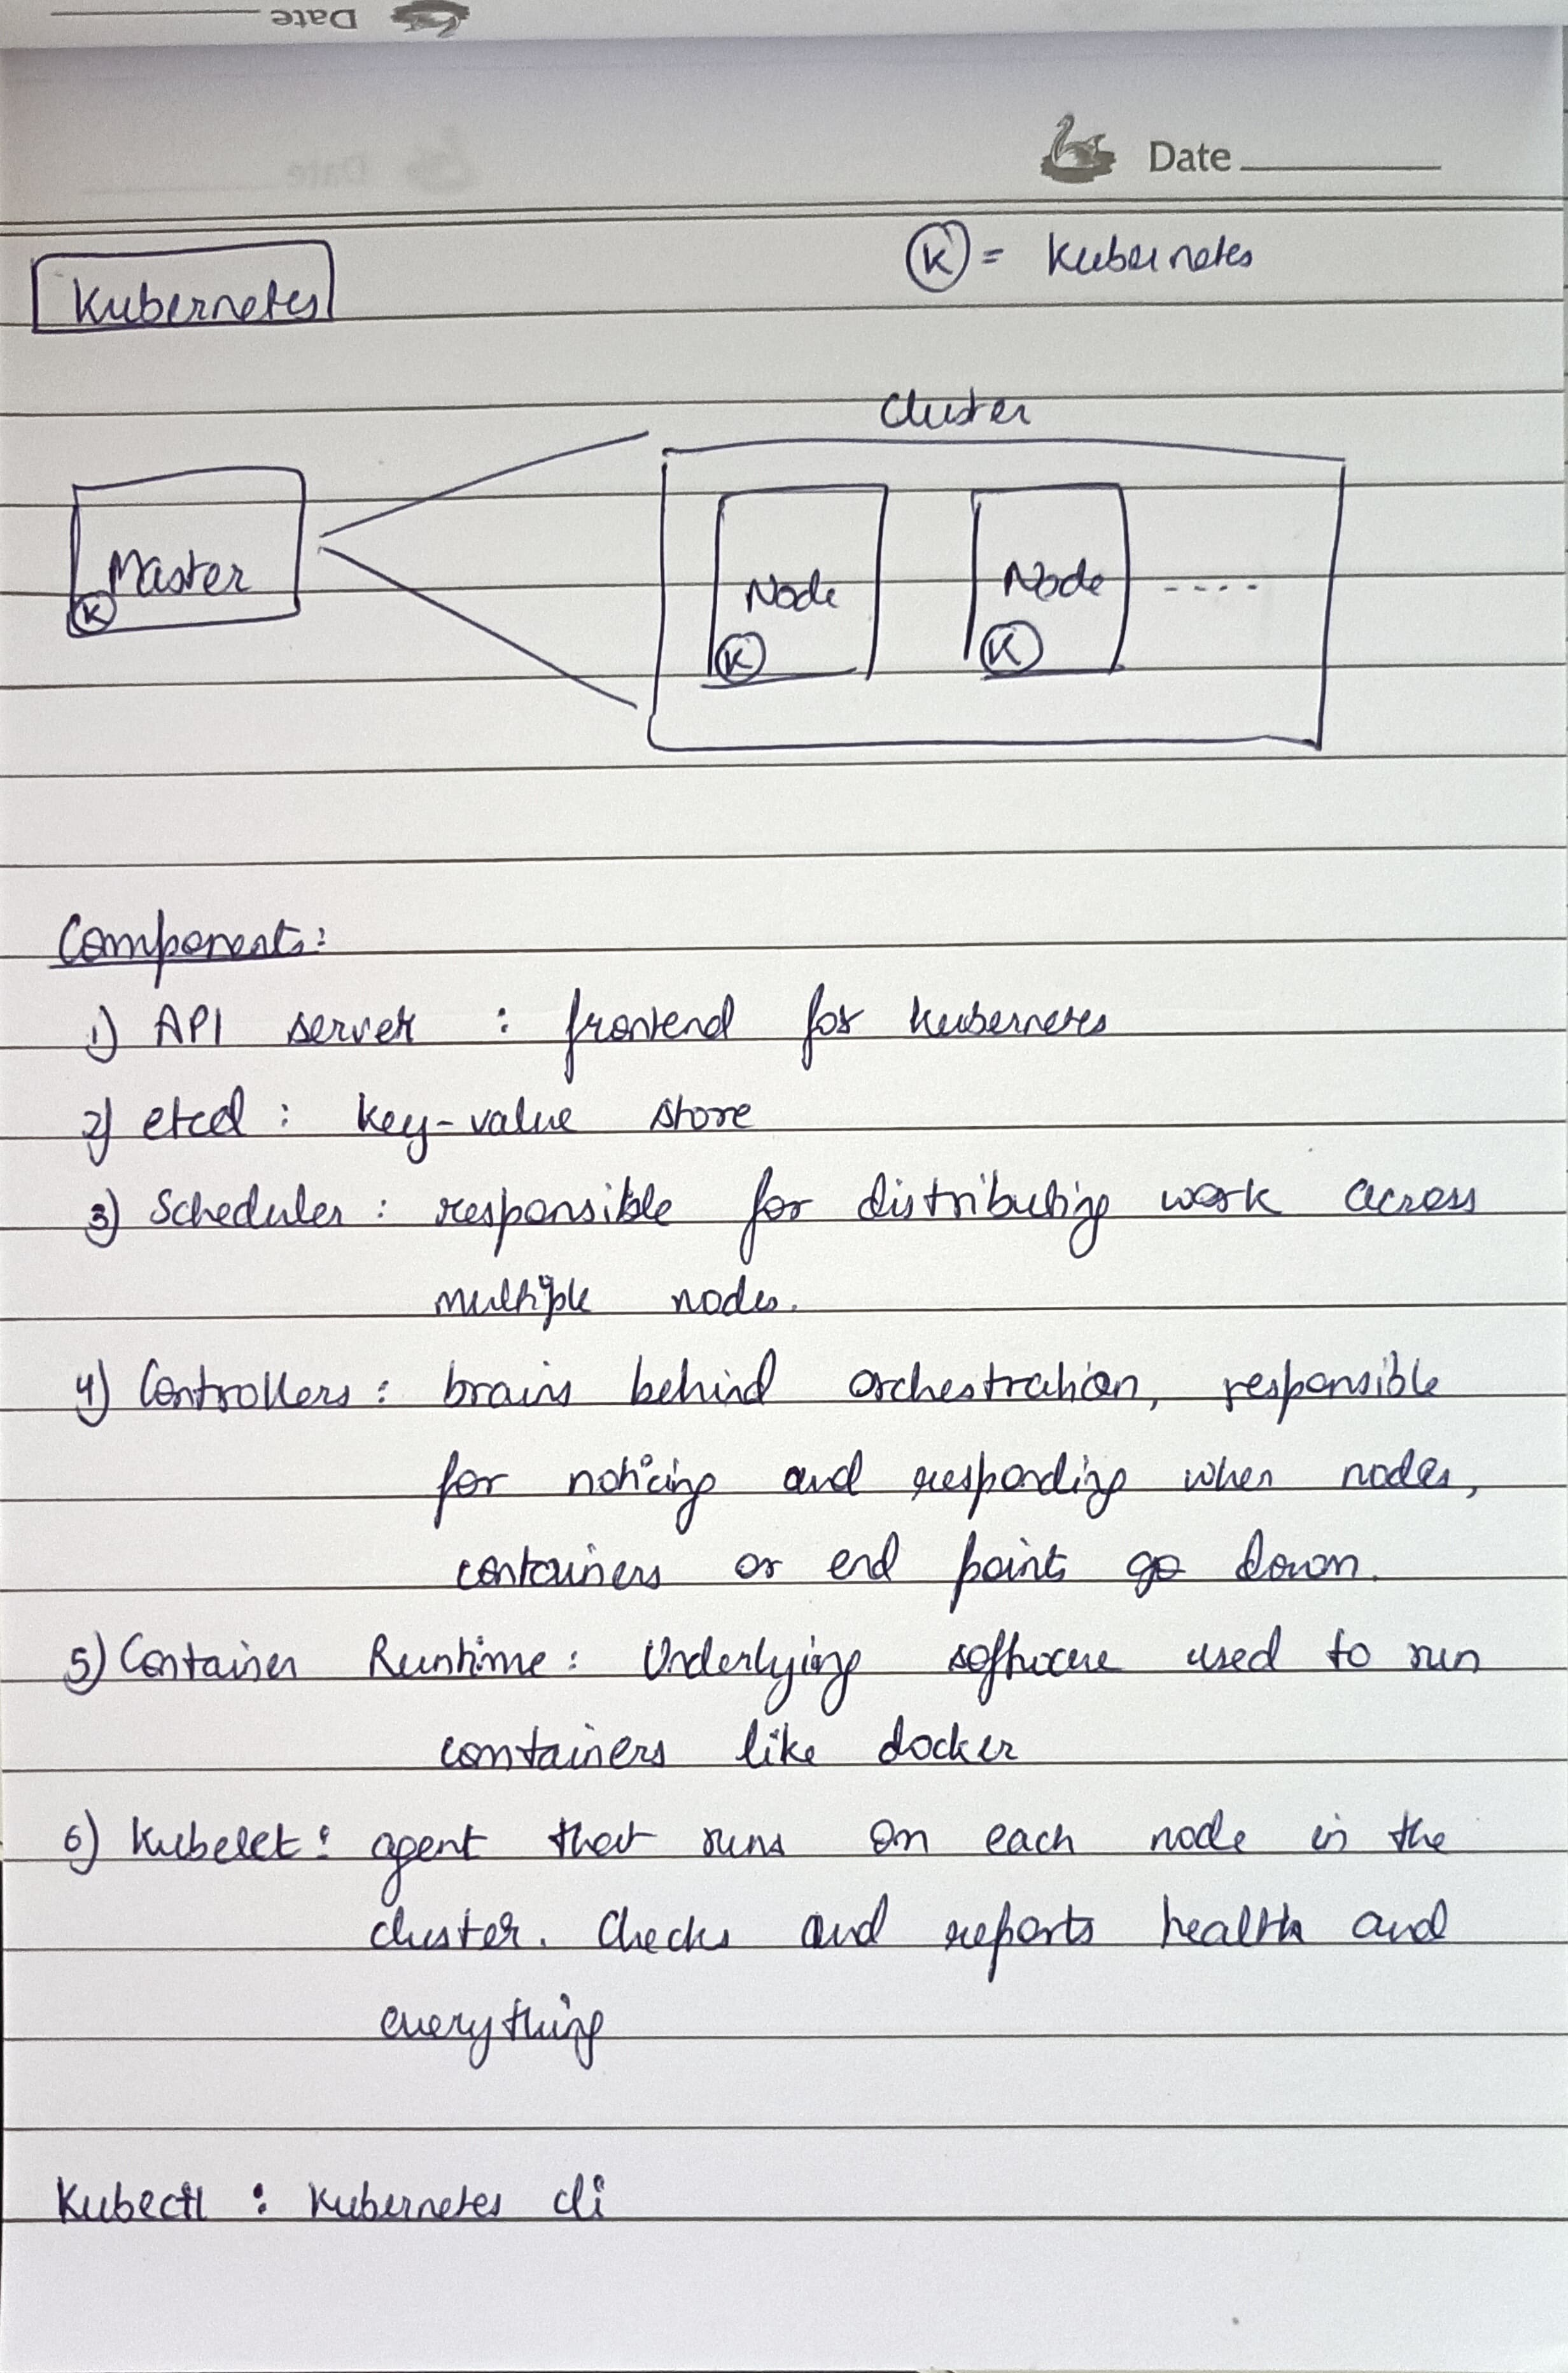 Date
Date
Kubernetes
K = Kubernetes
Cluster
Master
K
Node
K
Node
K
----
Components:
1) API server : frontend for kubernetes
2) etcd : key-value store
3) Scheduler : responsible for distributing work across
multiple nodes.
4) Controllers : brains behind orchestration, responsible
for noticing and responding when nodes,
containers or end points go down.
5) Container Runtime : Underlying software used to run
containers like docker
6) Kubelet : agent that runs on each node in the
cluster. Checks and reports health and
everything
Kubectl : Kubernetes cli